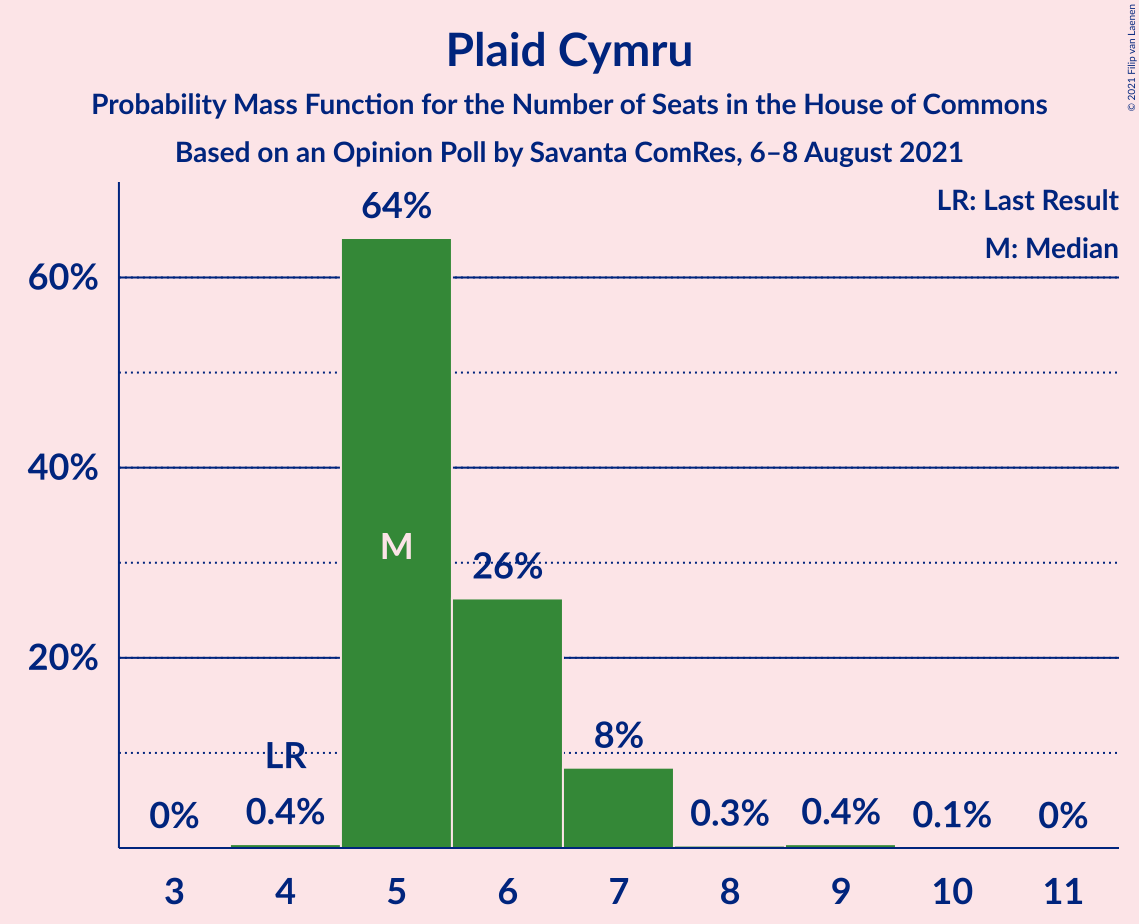 Plaid Cymru
Probability Mass Function for the Number of Seats in the House of Commons
Based on an Opinion Poll by Savanta ComRes, 6–8 August 2021
© 2021 Filip van Laenen
LR: Last Result
M: Median
60%
40%
20%
0%
LR
0.4%
64%
M
26%
8%
0.3%
0.4%
0.1%
0%
3 4 5 6 7 8 9 10 11